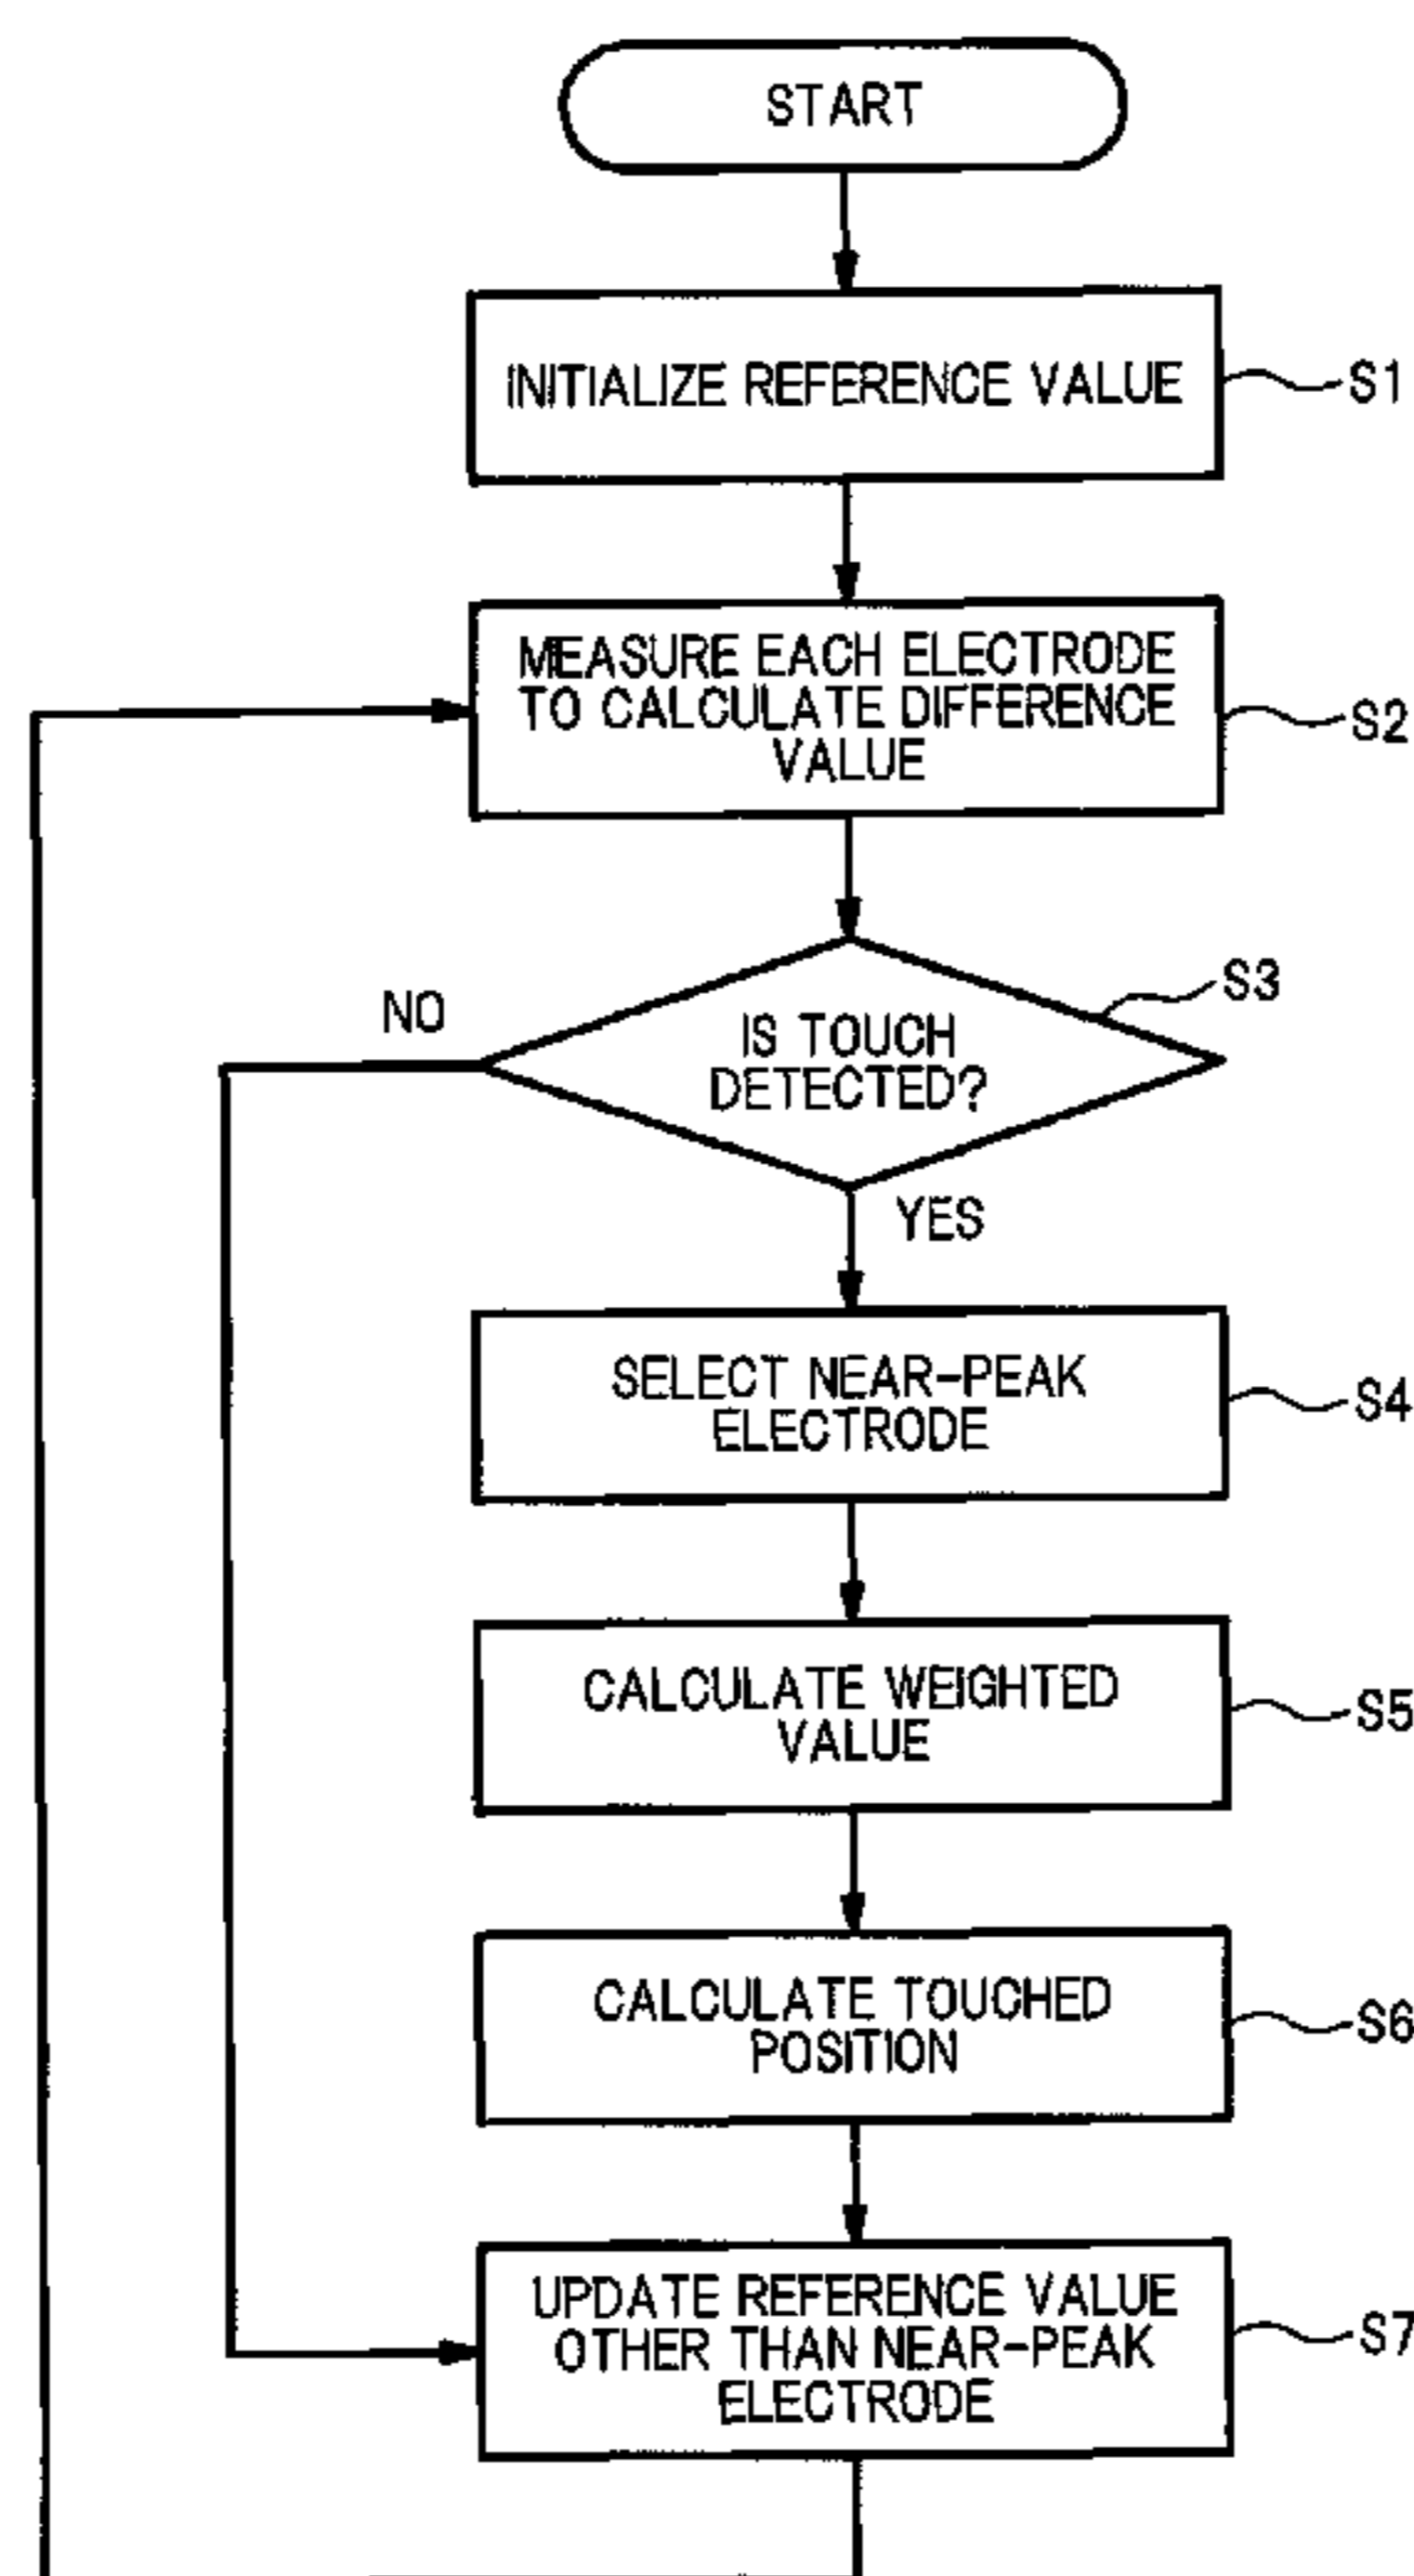 START
INITIALIZE REFERENCE VALUE
S1
MEASURE EACH ELECTRODE
TO CALCULATE DIFFERENCE
VALUE
S2
NO
IS TOUCH
DETECTED?
S3
YES
SELECT NEAR-PEAK
ELECTRODE
S4
CALCULATE WEIGHTED
VALUE
S5
CALCULATE TOUCHED
POSITION
S6
UPDATE REFERENCE VALUE
OTHER THAN NEAR-PEAK
ELECTRODE
S7